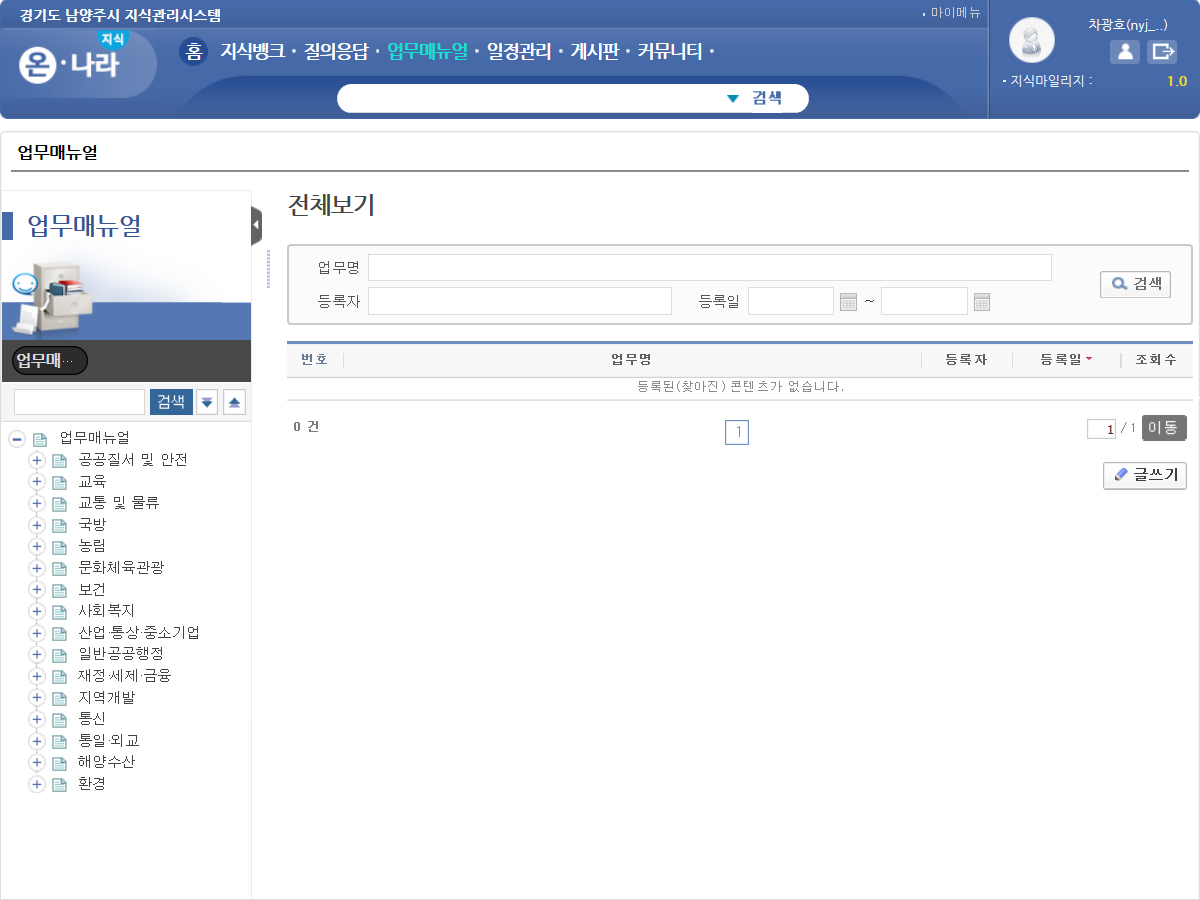 경기도 남양주시 지식관리시스템
· 마이메뉴
지식
온·나라
홈 지식뱅크 · 질의응답 · 업무매뉴얼 · 일정관리 · 게시판 · 커뮤니티 ·
검색
차광호(nyj_...)
· 지식마일리지 : 1.0
업무매뉴얼
업무매뉴얼
업무매...
검색
업무매뉴얼
공공질서 및 안전
교육
교통 및 물류
국방
농림
문화체육관광
보건
사회복지
산업·통상·중소기업
일반공공행정
재정·세제·금융
지역개발
통신
통일·외교
해양수산
환경
전체보기
업무명
등록자 등록일 ~
검색
번호 업무명 등록자 등록일 조회수
등록된(찾아진) 콘텐츠가 없습니다.
0 건 1 1 / 1 이동
글쓰기